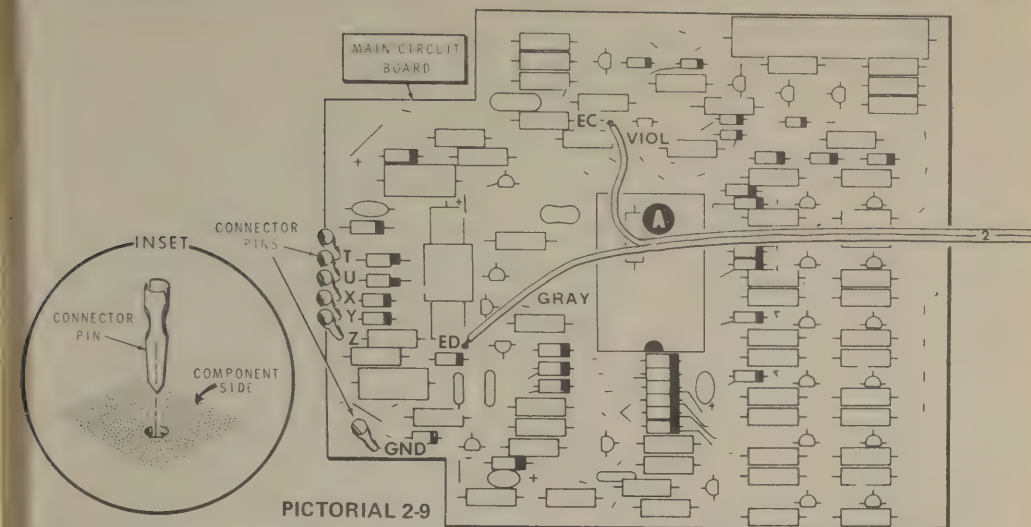 MAIN CIRCUIT
BOARD
EC
VIOL
A
INSET
CONNECTOR
PINS
T
U
X
Y
Z
2
GRAY
CONNECTOR
PIN
COMPONENT
SIDE
ED
GND
PICTORIAL 2-9